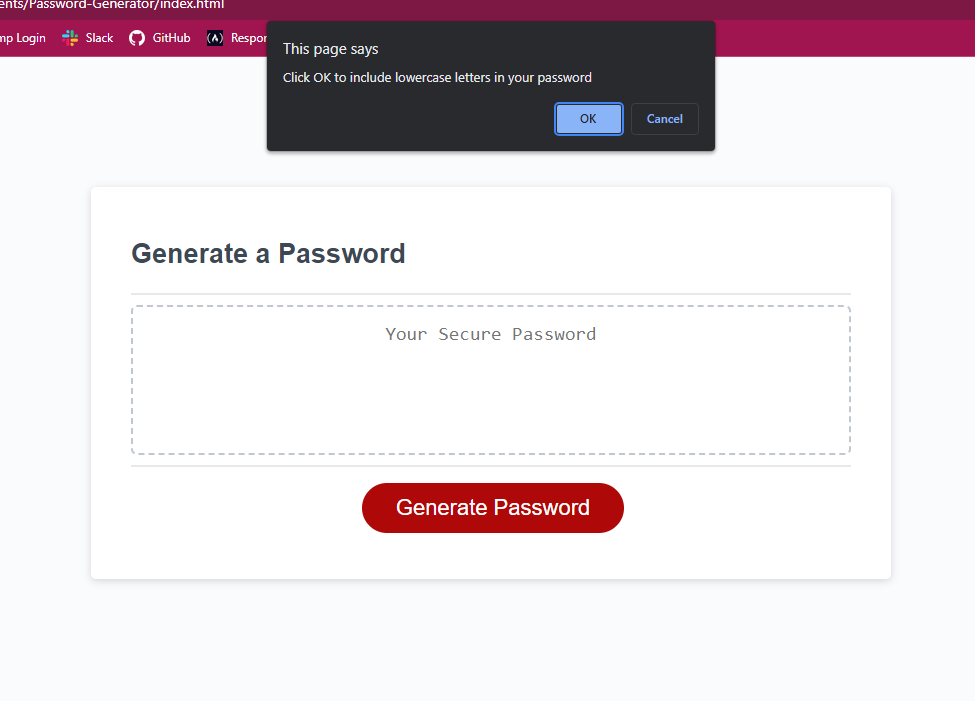 ents/Password-Generator/index.html
mp Login Slack GitHub Respon
This page says
Click OK to include lowercase letters in your password
OK Cancel
Generate a Password
Your Secure Password
Generate Password